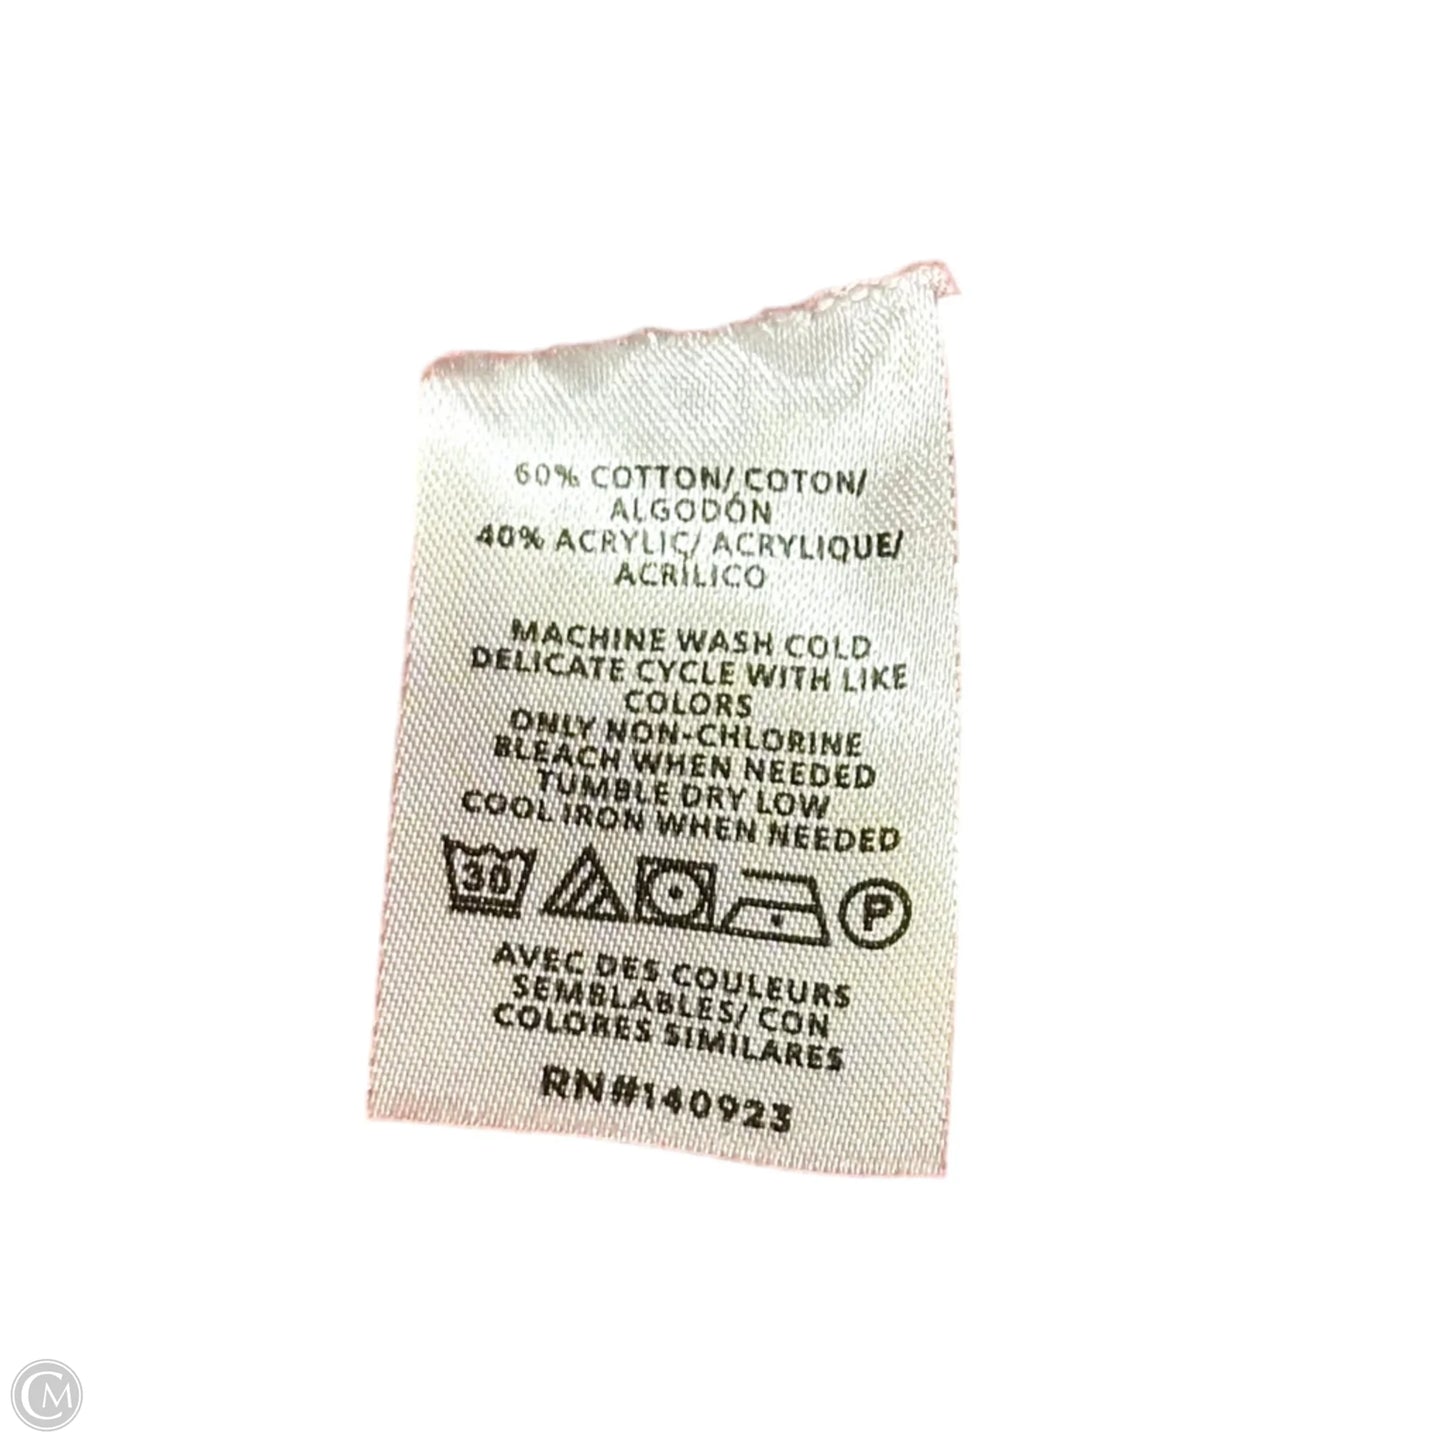 60% COTTON/ COTON/
ALGODÓN
40% ACRYLIC/ ACRYLIQUE/
ACRÍLICO
MACHINE WASH COLD
DELICATE CYCLE WITH LIKE
COLORS
ONLY NON-CHLORINE
BLEACH WHEN NEEDED
TUMBLE DRY LOW
COOL IRON WHEN NEEDED
30 P
AVEC DES COULEURS
SEMBLABLES/ CON
COLORES SIMILARES
RN#140923
CM